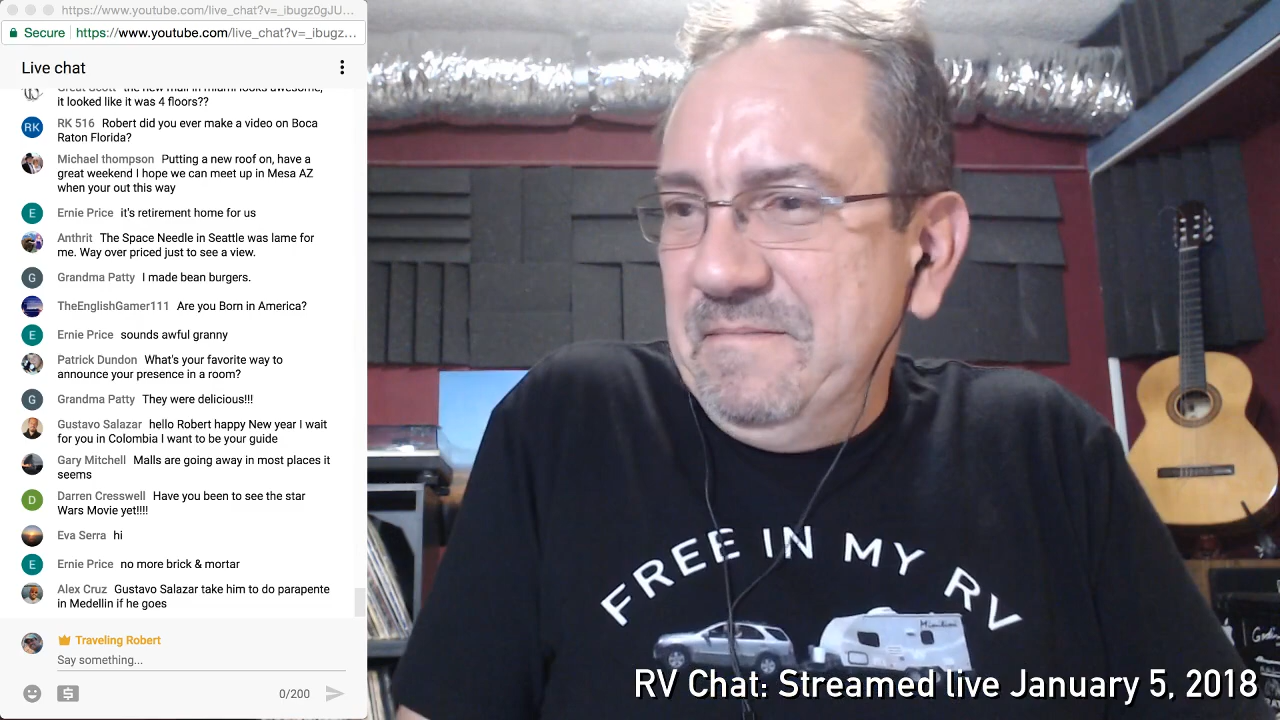 https://www.youtube.com/live_chat?v=_ibugz0gJU...
Secure https://www.youtube.com/live_chat?v=_ibugz...
Live chat
Great Scott the new mall in miami looks awesome,
it looked like it was 4 floors??
RK RK 516 Robert did you ever make a video on Boca
Raton Florida?
Michael thompson Putting a new roof on, have a
great weekend I hope we can meet up in Mesa AZ
when your out this way
E Ernie Price it's retirement home for us
Anthrit The Space Needle in Seattle was lame for
me. Way over priced just to see a view.
G Grandma Patty I made bean burgers.
TheEnglishGamer111 Are you Born in America?
E Ernie Price sounds awful granny
Patrick Dundon What's your favorite way to
announce your presence in a room?
G Grandma Patty They were delicious!!!
Gustavo Salazar hello Robert happy New year I wait
for you in Colombia I want to be your guide
Gary Mitchell Malls are going away in most places it
seems
D Darren Cresswell Have you been to see the star
Wars Movie yet!!!!
Eva Serra hi
E Ernie Price no more brick & mortar
Alex Cruz Gustavo Salazar take him to do parapente
in Medellin if he goes
Traveling Robert
Say something...
0/200
FREE IN MY RV
RV Chat: Streamed live January 5, 2018